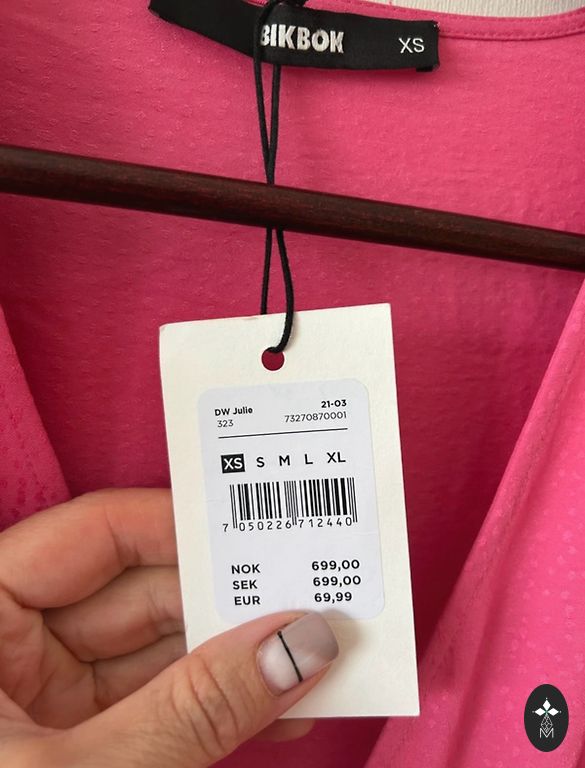 BIKBOK XS
DW Julie 21-03
323 73270870001
XS S M L XL
7 050226 712440
NOK 699,00
SEK 699,00
EUR 69,99